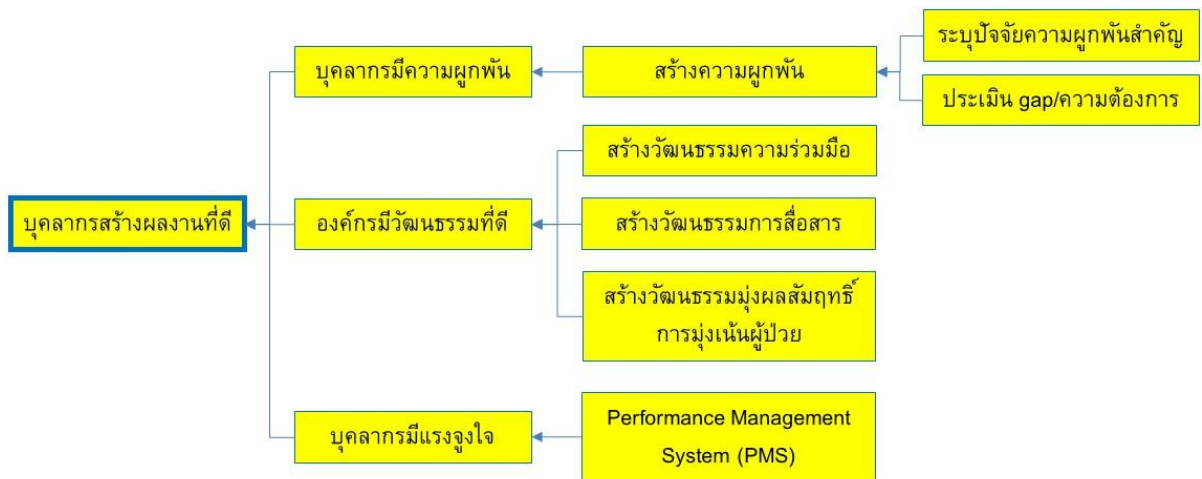 ระบุปัจจัยความผูกพันสำคัญ
บุคลากรมีความผูกพัน
สร้างความผูกพัน
ประเมิน gap/ความต้องการ
สร้างวัฒนธรรมความร่วมมือ
บุคลากรสร้างผลงานที่ดี
องค์กรมีวัฒนธรรมที่ดี
สร้างวัฒนธรรมการสื่อสาร
สร้างวัฒนธรรมมุ่งผลสัมฤทธิ์
การมุ่งเน้นผู้ป่วย
บุคลากรมีแรงจูงใจ
Performance Management
System (PMS)